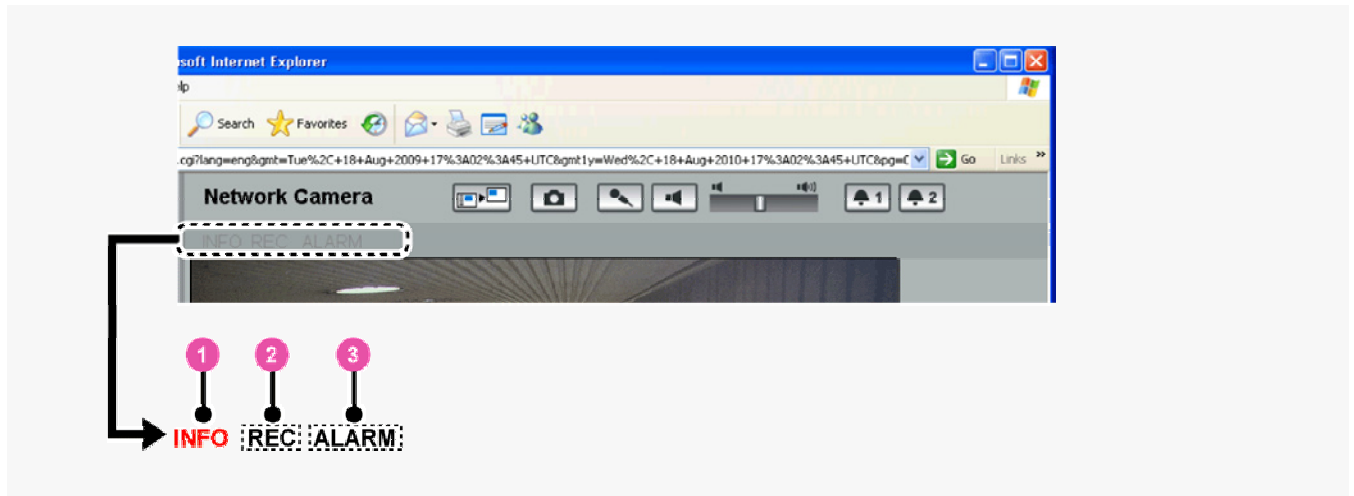 soft Internet Explorer
lp
Search Favorites
.cgi?lang=eng&gmt=Tue%2C+18+Aug+2009+17%3A02%3A45+UTC&gmt1y=Wed%2C+18+Aug+2010+17%3A02%3A45+UTC&pg=C Go Links »
Network Camera 1 2
INFO REC ALARM
1 2 3
INFO REC ALARM